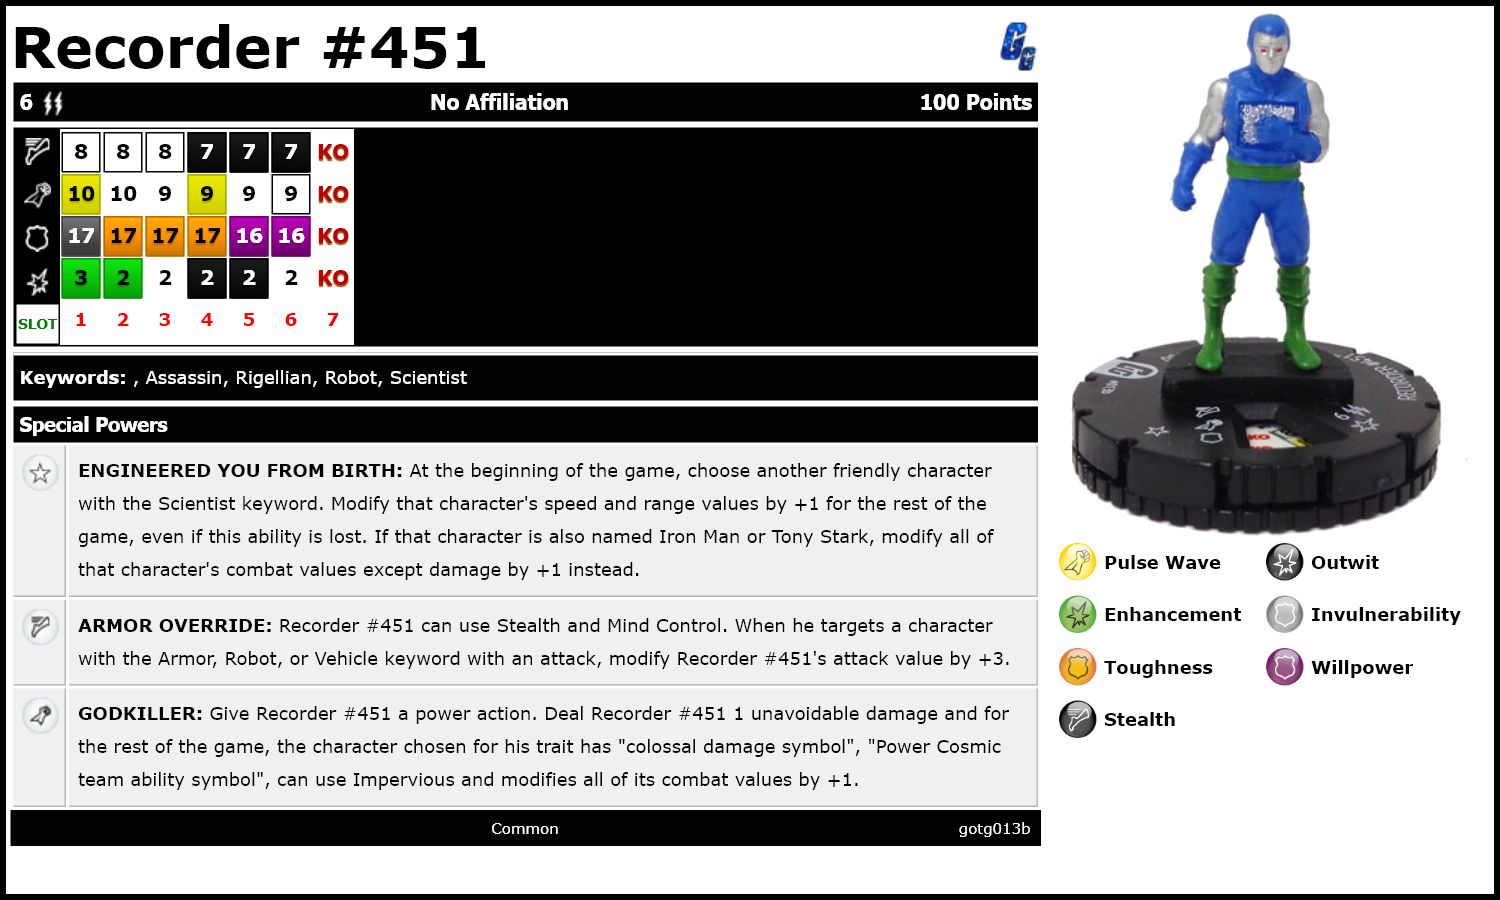 Recorder #451
GG
6 No Affiliation 100 Points
8 8 8 7 7 7 KO
10 10 9 9 9 9 KO
17 17 17 17 16 16 KO
3 2 2 2 2 2 KO
SLOT 1 2 3 4 5 6 7
Keywords: , Assassin, Rigellian, Robot, Scientist
Special Powers
ENGINEERED YOU FROM BIRTH: At the beginning of the game, choose another friendly character
with the Scientist keyword. Modify that character's speed and range values by +1 for the rest of the
game, even if this ability is lost. If that character is also named Iron Man or Tony Stark, modify all of
that character's combat values except damage by +1 instead.
ARMOR OVERRIDE: Recorder #451 can use Stealth and Mind Control. When he targets a character
with the Armor, Robot, or Vehicle keyword with an attack, modify Recorder #451's attack value by +3.
GODKILLER: Give Recorder #451 a power action. Deal Recorder #451 1 unavoidable damage and for
the rest of the game, the character chosen for his trait has "colossal damage symbol", "Power Cosmic
team ability symbol", can use Impervious and modifies all of its combat values by +1.
Common gotg013b
RECORDER #451
6
KO
KO
Pulse Wave Outwit
Enhancement Invulnerability
Toughness Willpower
Stealth